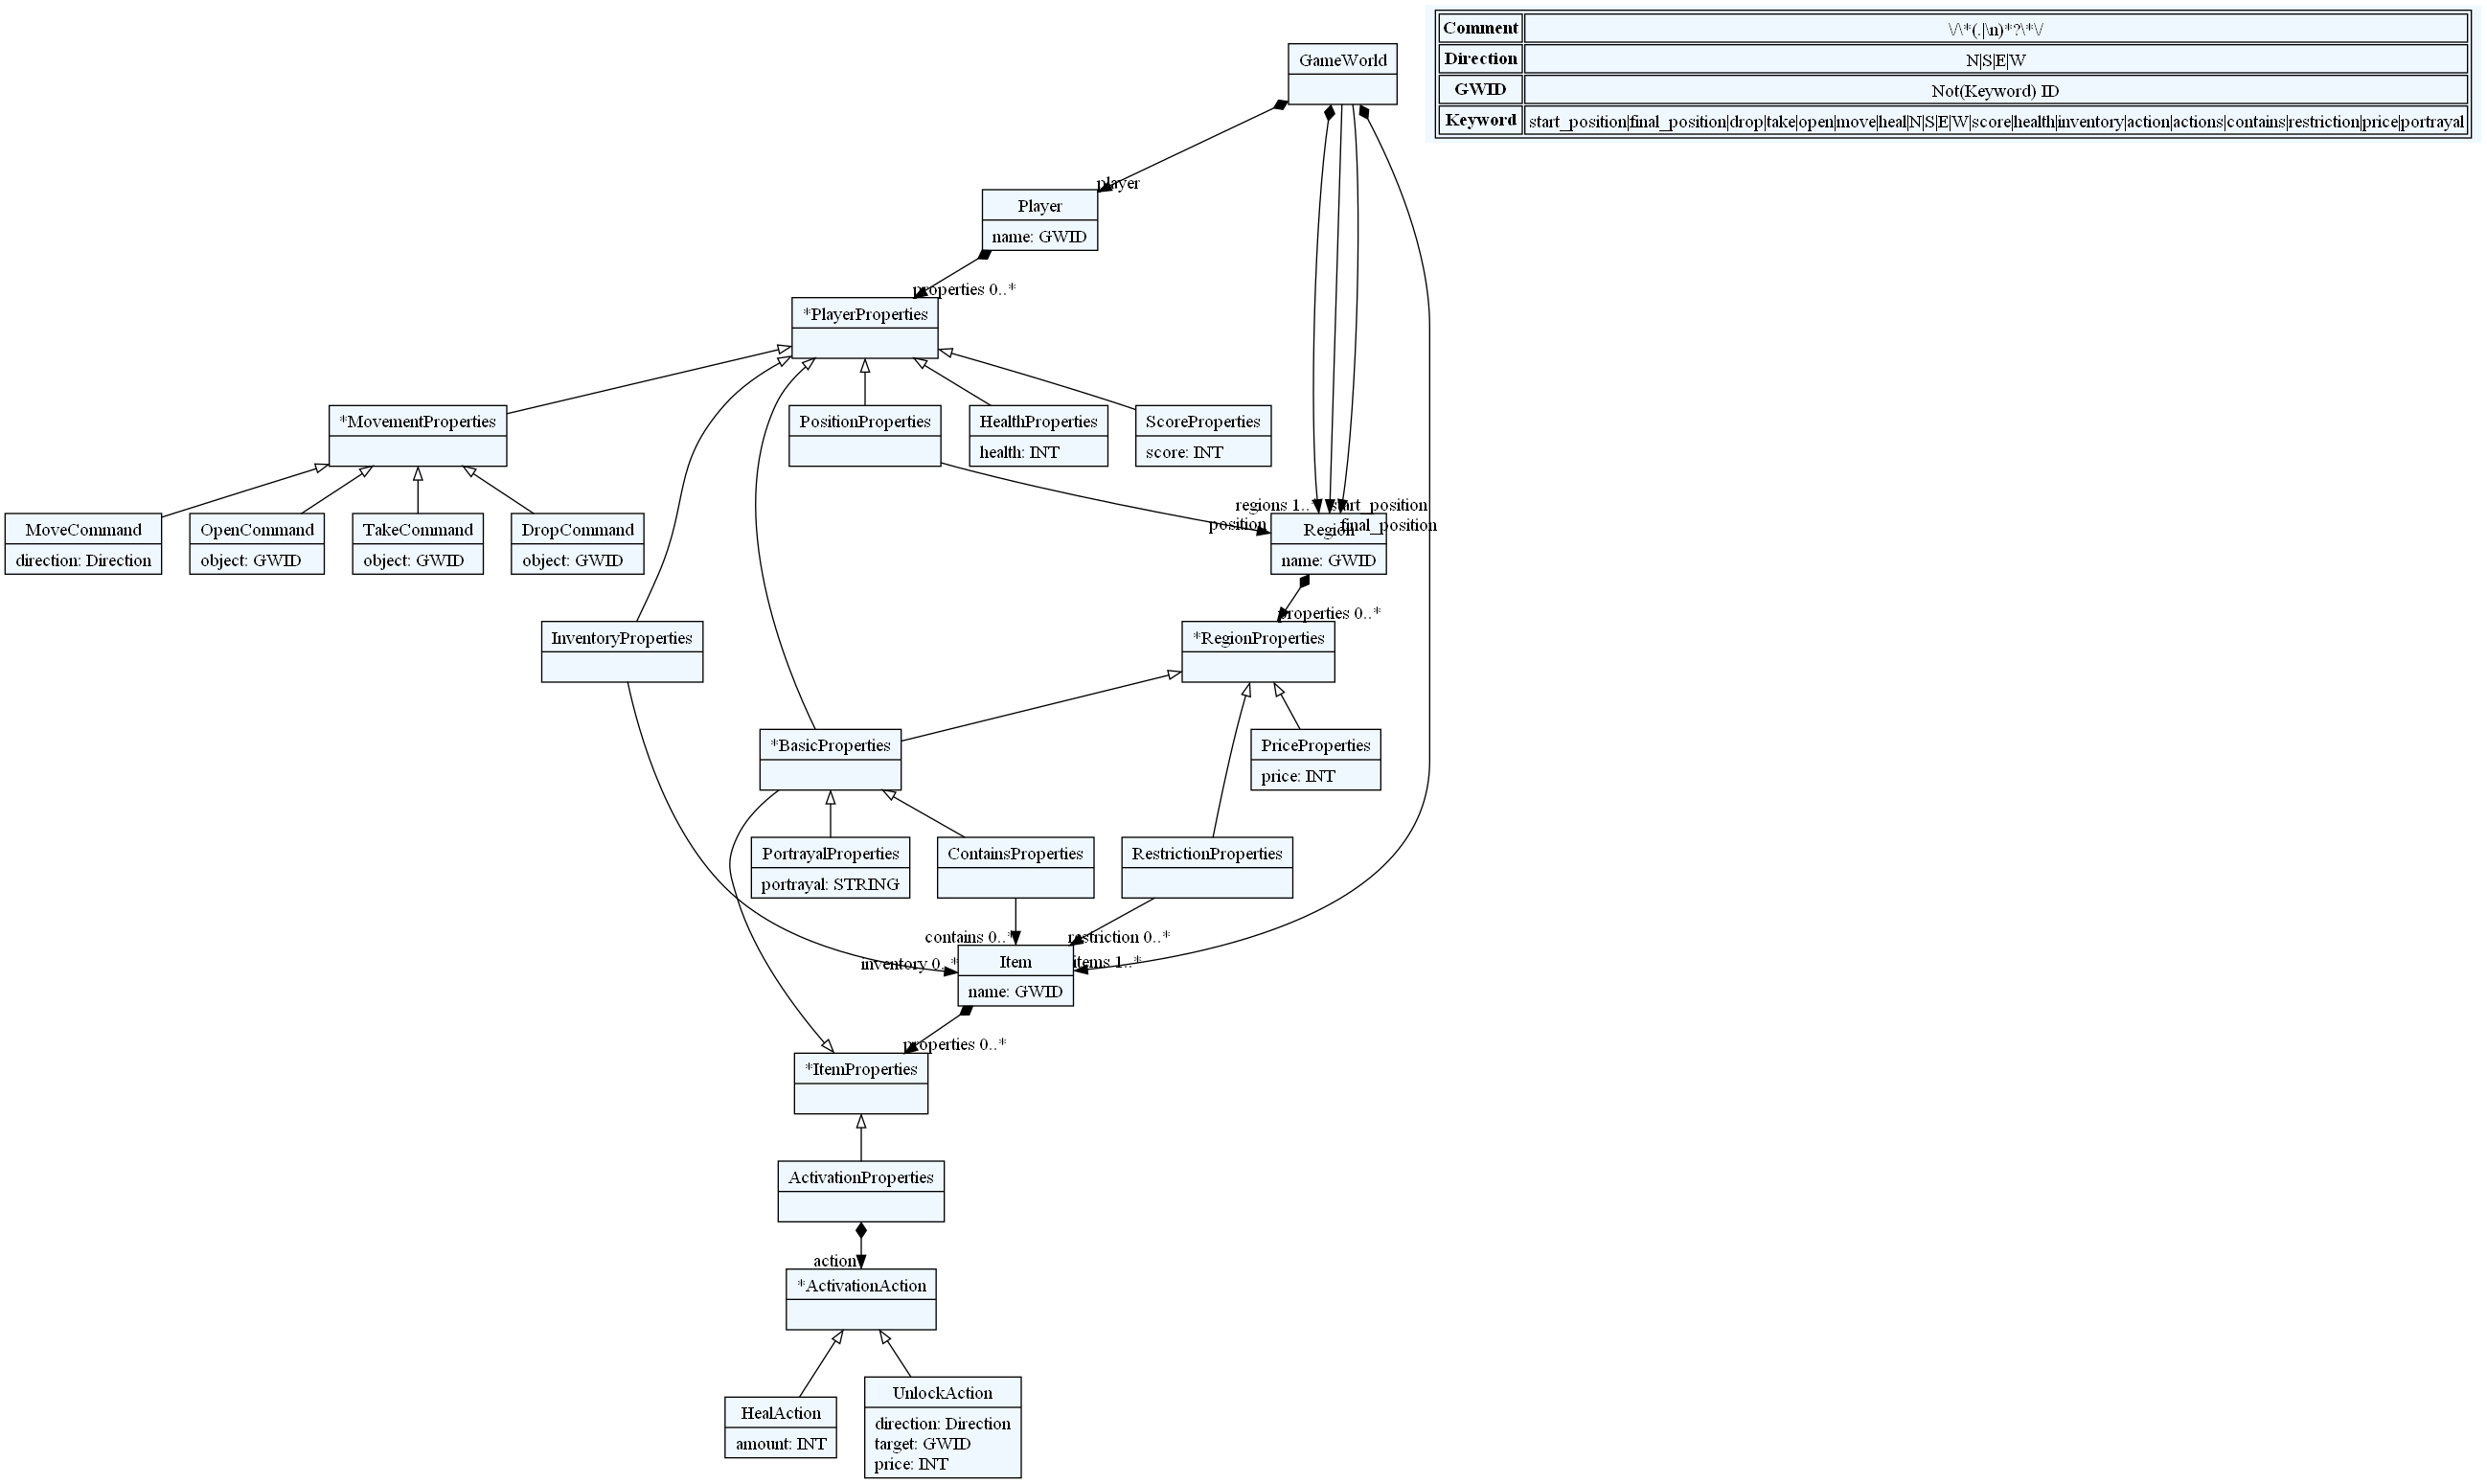 GameWorld
Comment \/\*(.|\n)*?\*\/
Direction N|S|E|W
GWID Not(Keyword) ID
Keyword start_position|final_position|drop|take|open|move|heal|N|S|E|W|score|health|inventory|action|actions|contains|restriction|price|portrayal
player
Player
name: GWID
properties 0..*
*PlayerProperties
*MovementProperties
PositionProperties
HealthProperties
health: INT
ScoreProperties
score: INT
MoveCommand
direction: Direction
OpenCommand
object: GWID
TakeCommand
object: GWID
DropCommand
object: GWID
regions 1..*
start_position
position
final_position
Region
name: GWID
properties 0..*
InventoryProperties
*RegionProperties
*BasicProperties
PriceProperties
price: INT
PortrayalProperties
portrayal: STRING
ContainsProperties
RestrictionProperties
contains 0..*
restriction 0..*
inventory 0..*
items 1..*
Item
name: GWID
properties 0..*
*ItemProperties
ActivationProperties
action
*ActivationAction
HealAction
amount: INT
UnlockAction
direction: Direction
target: GWID
price: INT